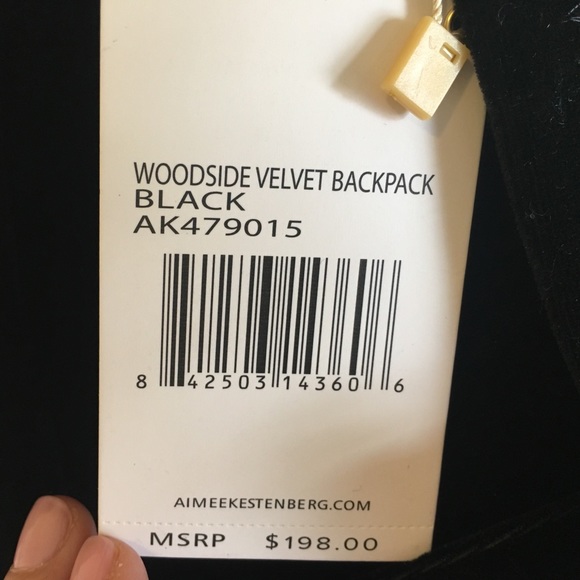 WOODSIDE VELVET BACKPACK
BLACK
AK479015
8 42503 14360 6
AIMEEKESTENBERG.COM
MSRP $198.00